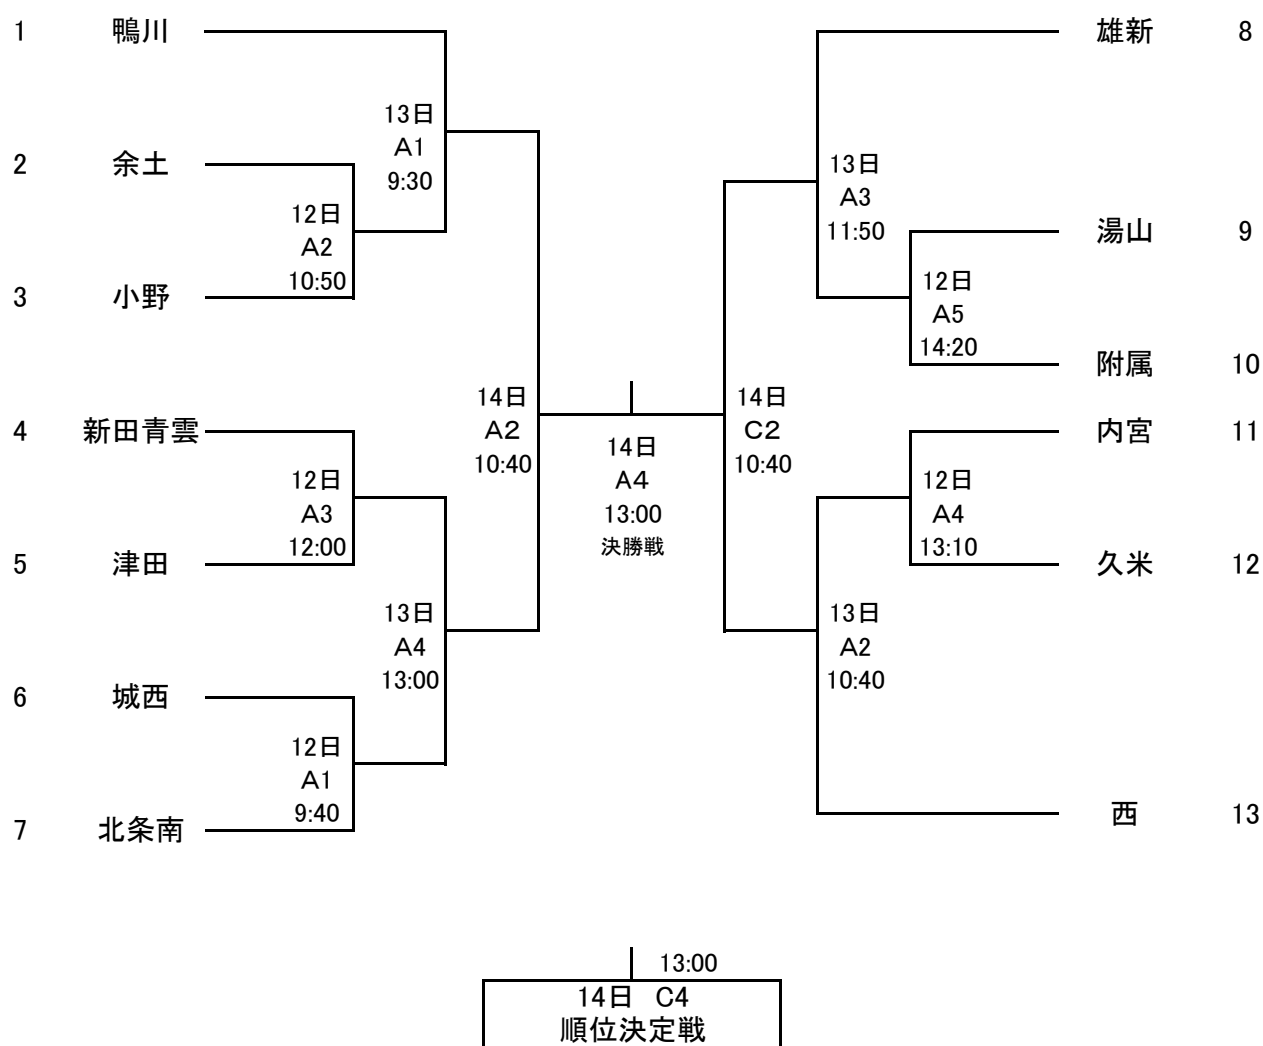 1 鴨川
2 余土
3 小野
4 新田青雲
5 津田
6 城西
7 北条南
12日
A2
10:50
12日
A3
12:00
12日
A1
9:40
13日
A1
9:30
13日
A4
13:00
14日
A2
10:40
14日
A4
13:00
決勝戦
14日
C2
10:40
13日
A3
11:50
13日
A2
10:40
12日
A5
14:20
12日
A4
13:10
雄新 8
湯山 9
附属 10
内宮 11
久米 12
西 13
13:00
14日 C4
順位決定戦